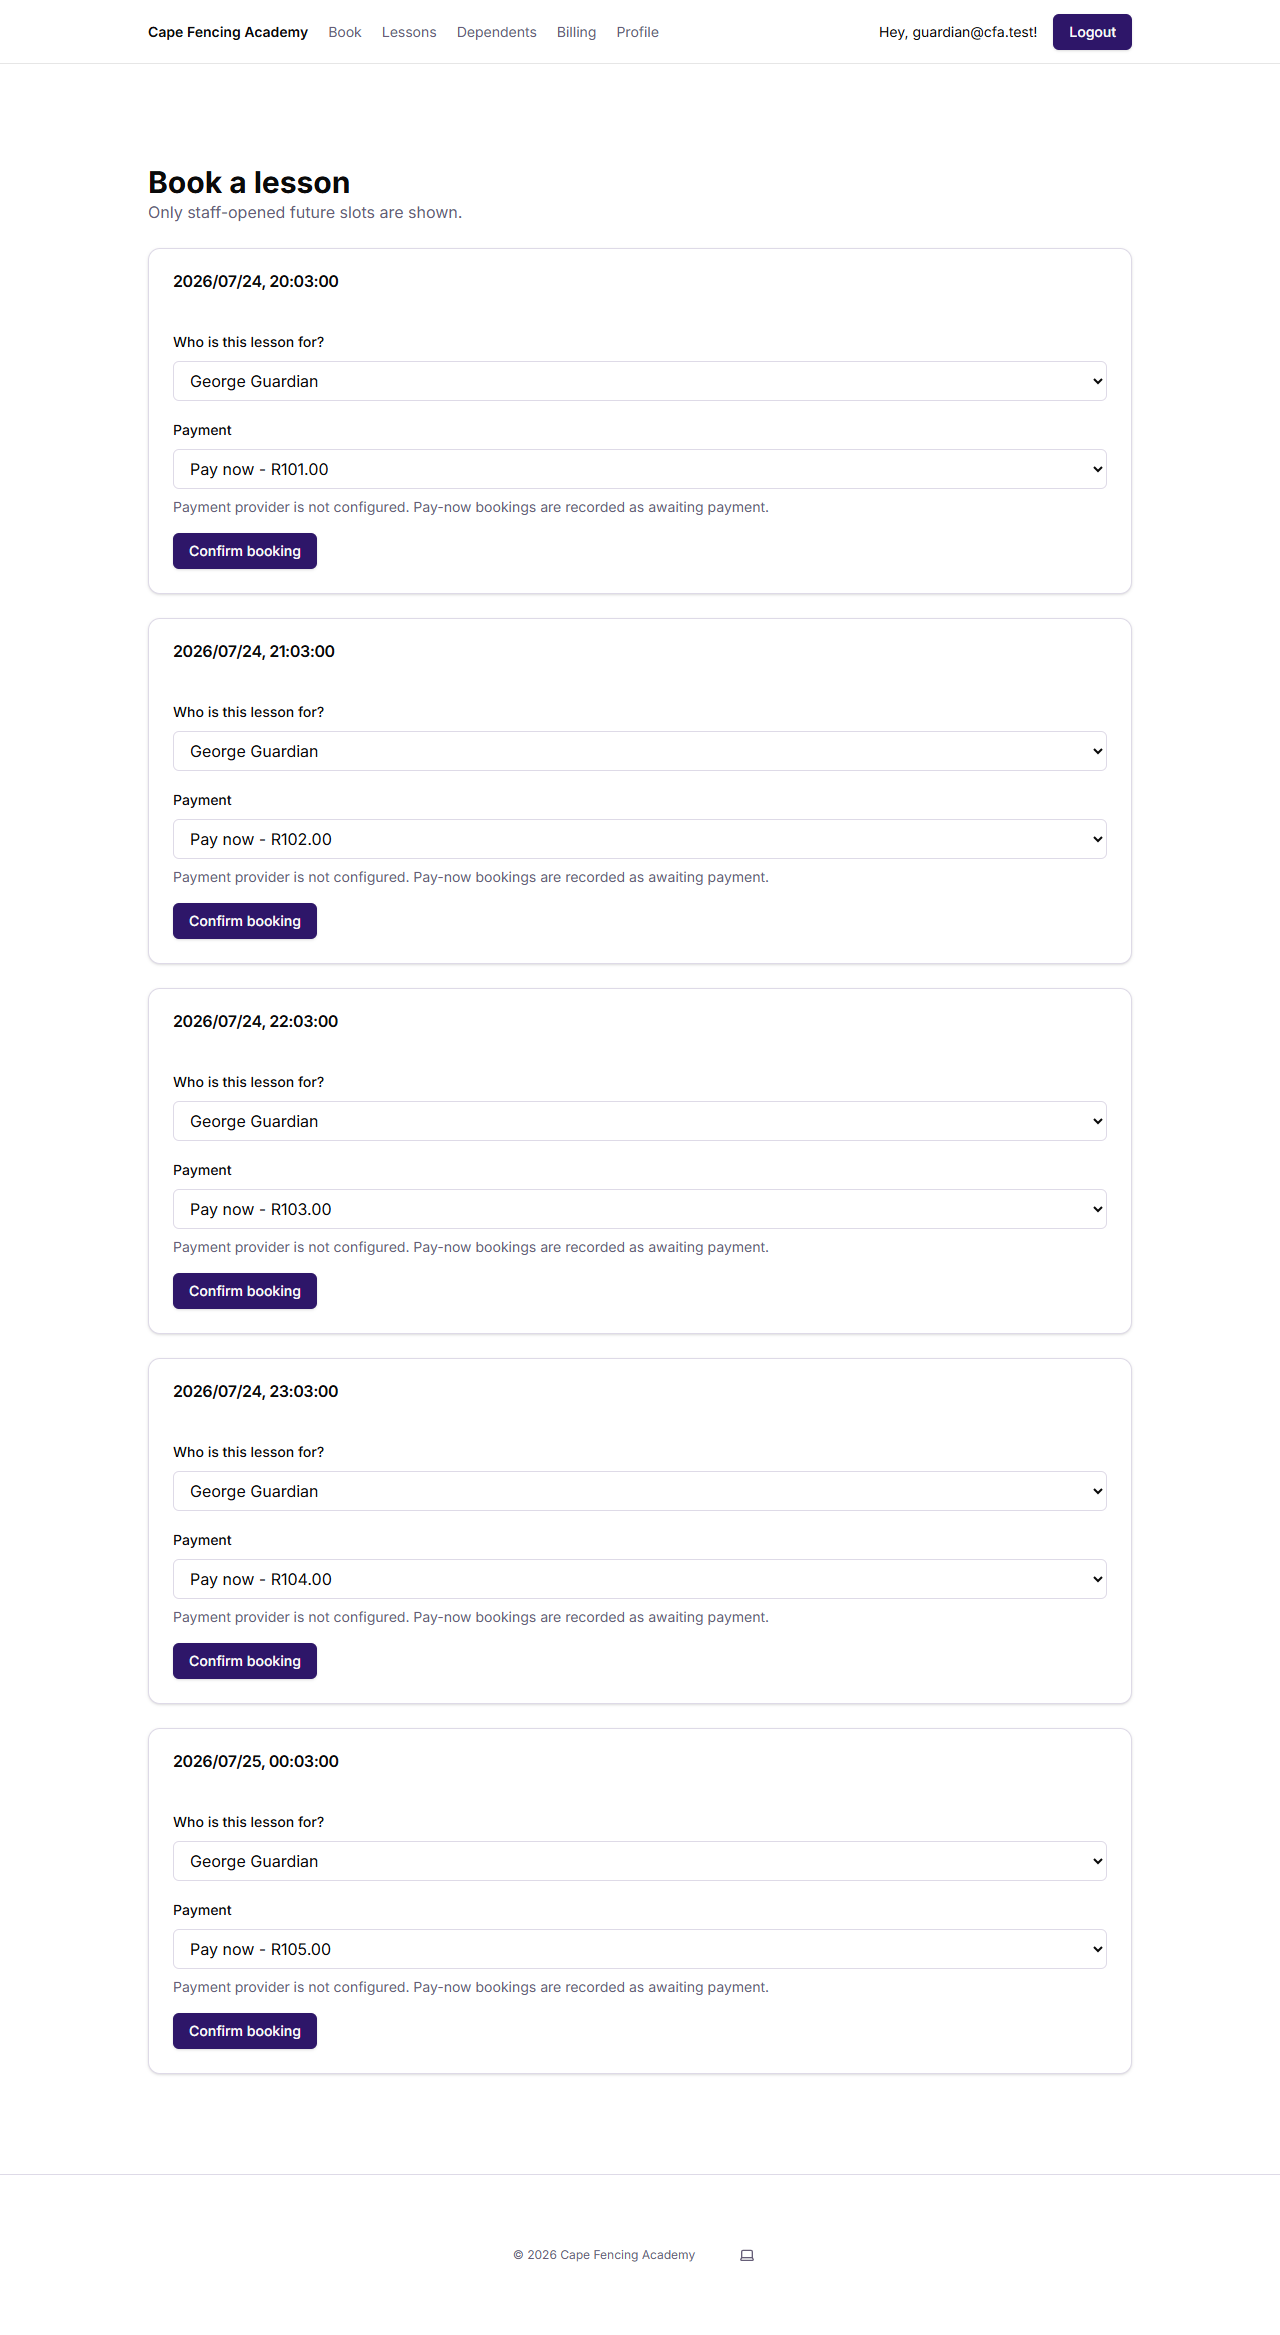 Cape Fencing Academy Book Lessons Dependents Billing Profile Hey, guardian@cfa.test! Logout
Book a lesson
Only staff-opened future slots are shown.
2026/07/24, 20:03:00
Who is this lesson for?
George Guardian
Payment
Pay now - R101.00
Payment provider is not configured. Pay-now bookings are recorded as awaiting payment.
Confirm booking
2026/07/24, 21:03:00
Who is this lesson for?
George Guardian
Payment
Pay now - R102.00
Payment provider is not configured. Pay-now bookings are recorded as awaiting payment.
Confirm booking
2026/07/24, 22:03:00
Who is this lesson for?
George Guardian
Payment
Pay now - R103.00
Payment provider is not configured. Pay-now bookings are recorded as awaiting payment.
Confirm booking
2026/07/24, 23:03:00
Who is this lesson for?
George Guardian
Payment
Pay now - R104.00
Payment provider is not configured. Pay-now bookings are recorded as awaiting payment.
Confirm booking
2026/07/25, 00:03:00
Who is this lesson for?
George Guardian
Payment
Pay now - R105.00
Payment provider is not configured. Pay-now bookings are recorded as awaiting payment.
Confirm booking
© 2026 Cape Fencing Academy